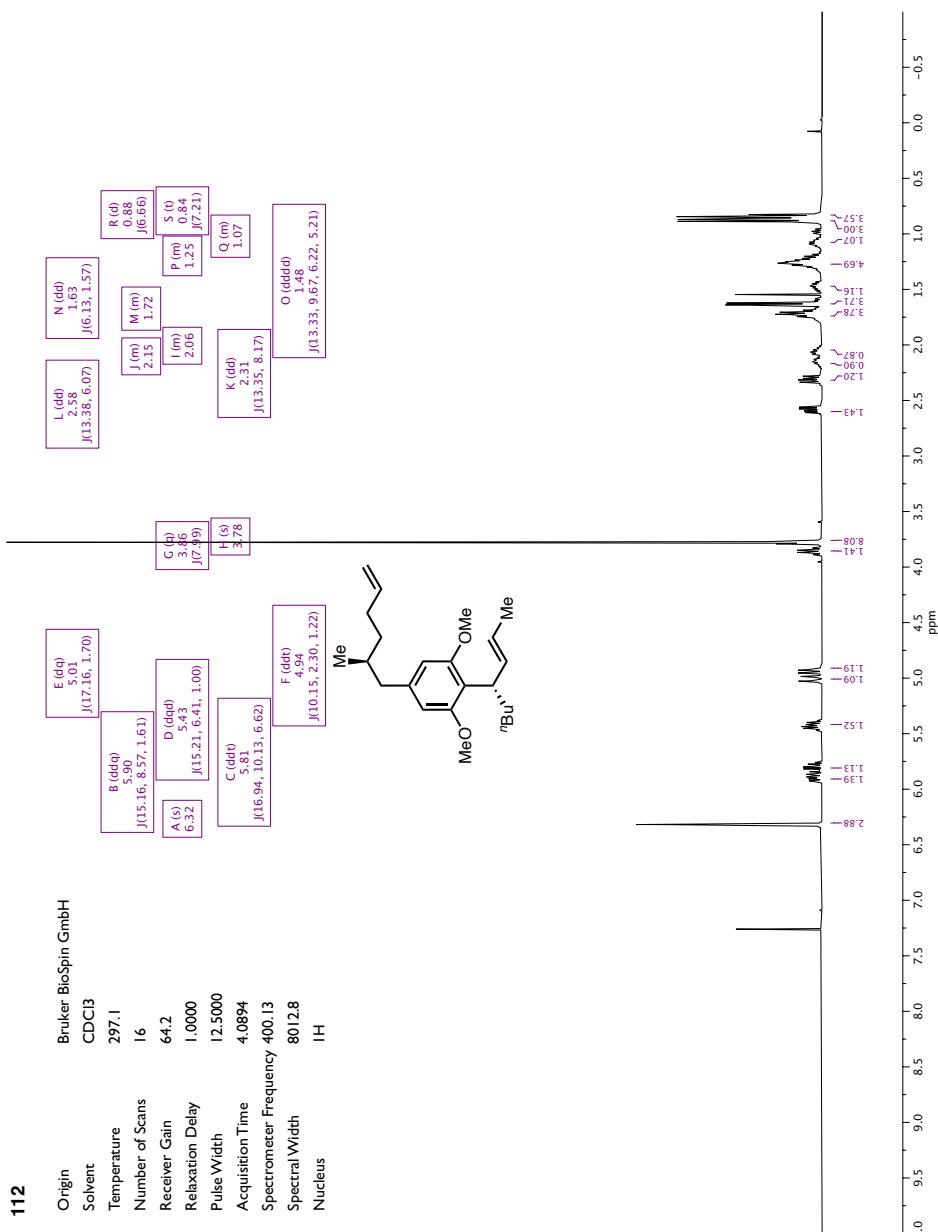 112
Origin Bruker BioSpin GmbH
Solvent CDCl3
Temperature 297.1
Number of Scans 16
Receiver Gain 64.2
Relaxation Delay 1.0000
Pulse Width 12.5000
Acquisition Time 4.0894
Spectrometer Frequency 400.13
Spectral Width 8012.8
Nucleus 1H
E (dq)
5.01
J(17.16, 1.70)
B (ddq)
5.90
J(15.16, 8.57, 1.61)
D (dqd)
5.43
J(15.21, 6.41, 1.00)
A (s)
6.32
C (ddt)
5.81
J(16.94, 10.13, 6.62)
F (ddt)
4.94
J(10.15, 2.30, 1.22)
G (q)
3.86
J(7.99)
H (s)
3.78
L (dd)
2.58
J(13.38, 6.07)
N (dd)
1.63
J(6.13, 1.57)
J (m)
2.15
M (m)
1.72
R (d)
0.88
J(6.66)
I (m)
2.06
P (m)
1.25
S (t)
0.84
J(7.21)
K (dd)
2.31
J(13.35, 8.17)
Q (m)
1.07
O (dddd)
1.48
J(13.33, 9.67, 6.22, 5.21)
Me
MeO
OMe
nBu
Me
2.88
1.39
1.13
1.52
1.09
1.19
1.41
8.08
1.43
1.20
0.90
0.87
3.78
3.71
1.16
4.69
1.07
3.00
3.57
.0 9.5 9.0 8.5 8.0 7.5 7.0 6.5 6.0 5.5 5.0 4.5 4.0 3.5 3.0 2.5 2.0 1.5 1.0 0.5 0.0 -0.5
ppm